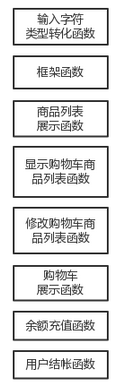 输入字符
类型转化函数
框架函数
商品列表
展示函数
显示购物车商
品列表函数
修改购物车商
品列表函数
购物车
展示函数
余额充值函数
用户结帐函数